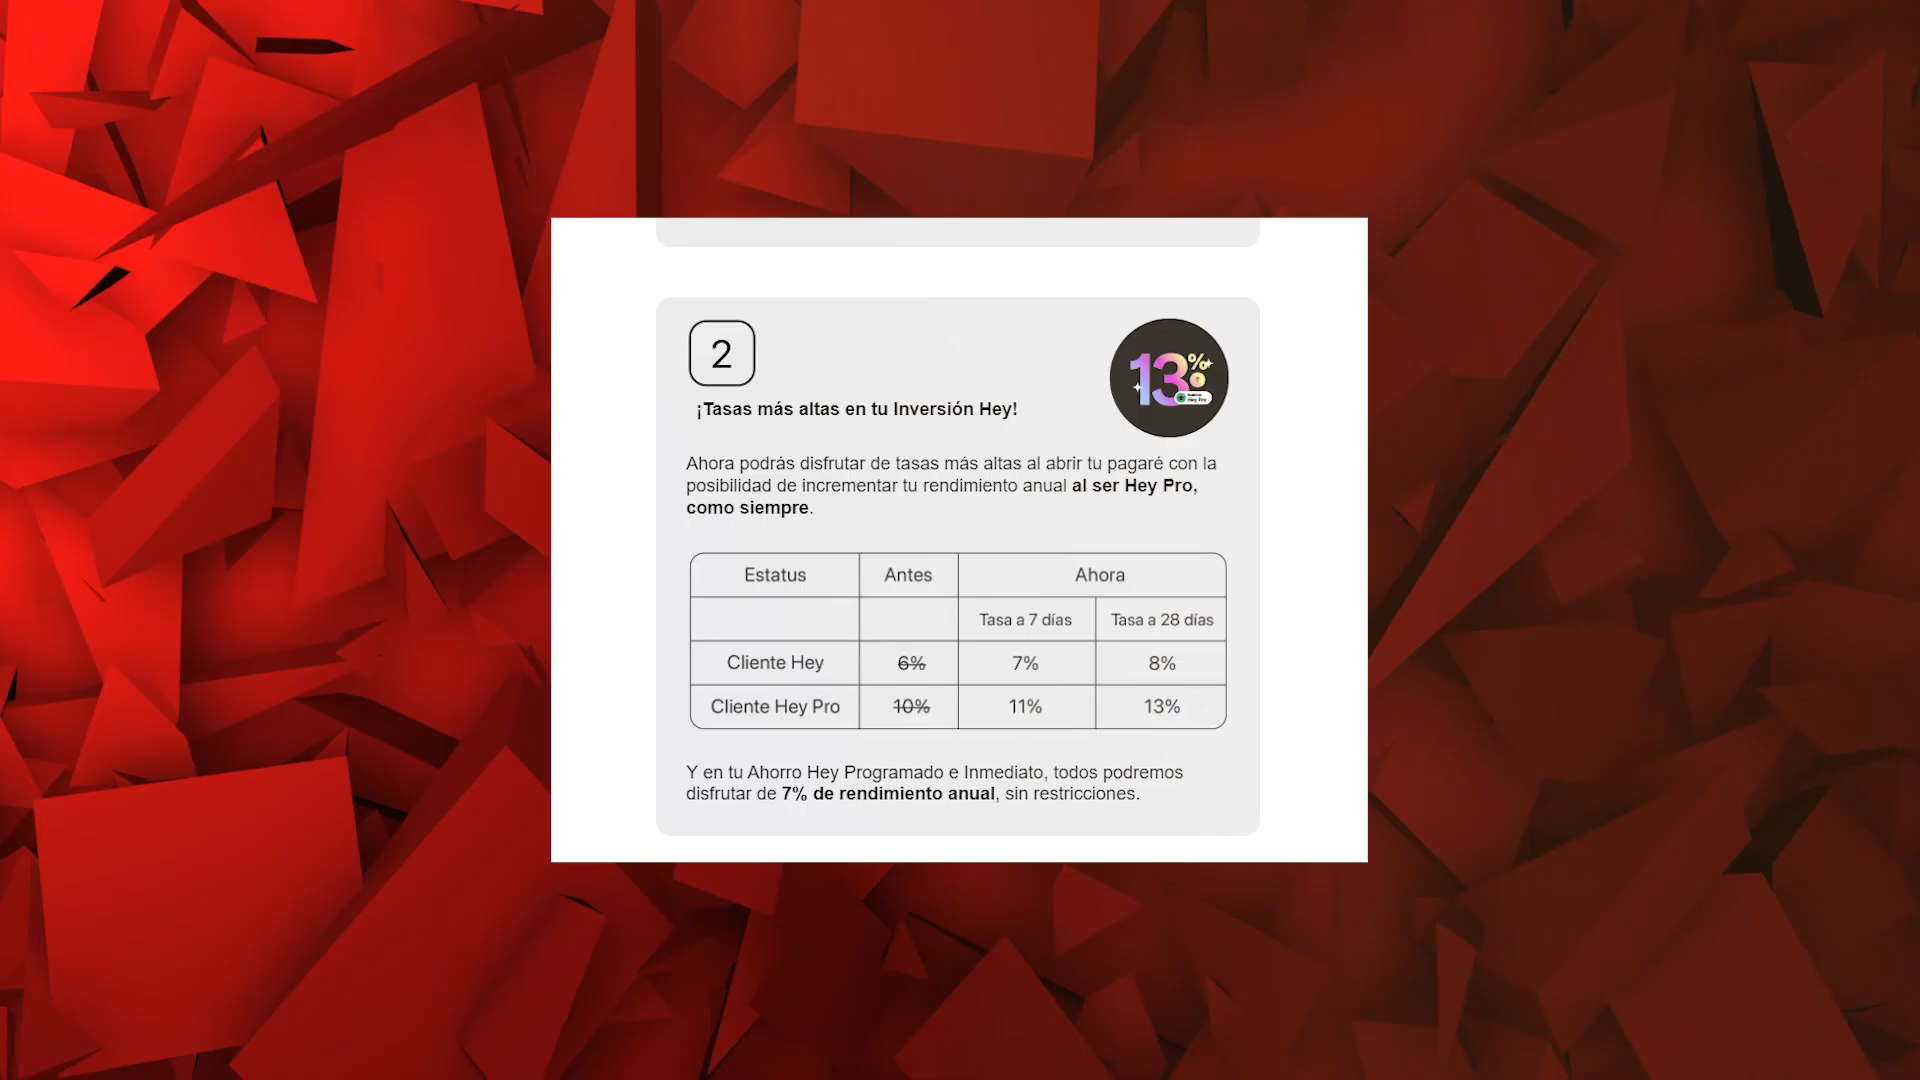 2
13%
Hey Pro
¡Tasas más altas en tu Inversión Hey!
Ahora podrás disfrutar de tasas más altas al abrir tu pagaré con la
posibilidad de incrementar tu rendimiento anual al ser Hey Pro,
como siempre.
Estatus Antes Ahora
Tasa a 7 días Tasa a 28 días
Cliente Hey 6% 7% 8%
Cliente Hey Pro 10% 11% 13%
Y en tu Ahorro Hey Programado e Inmediato, todos podremos
disfrutar de 7% de rendimiento anual, sin restricciones.